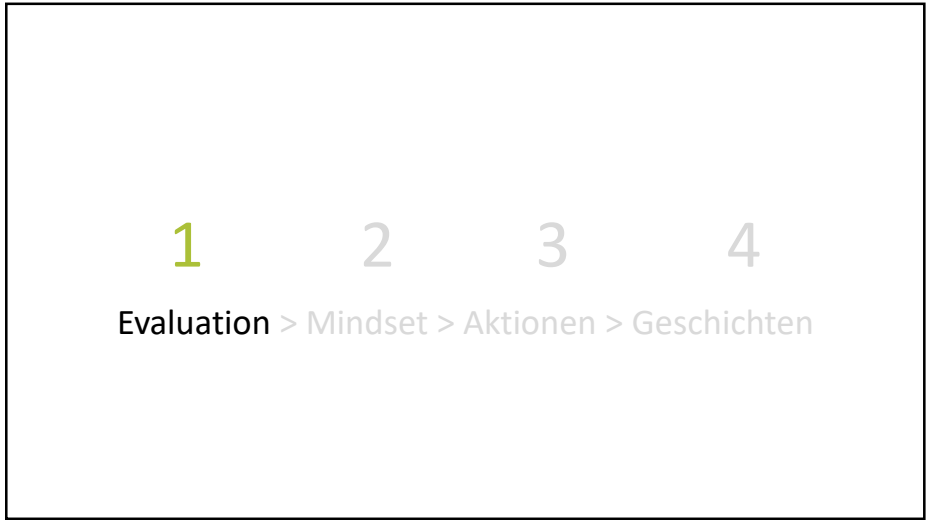 1 2 3 4
Evaluation > Mindset > Aktionen > Geschichten